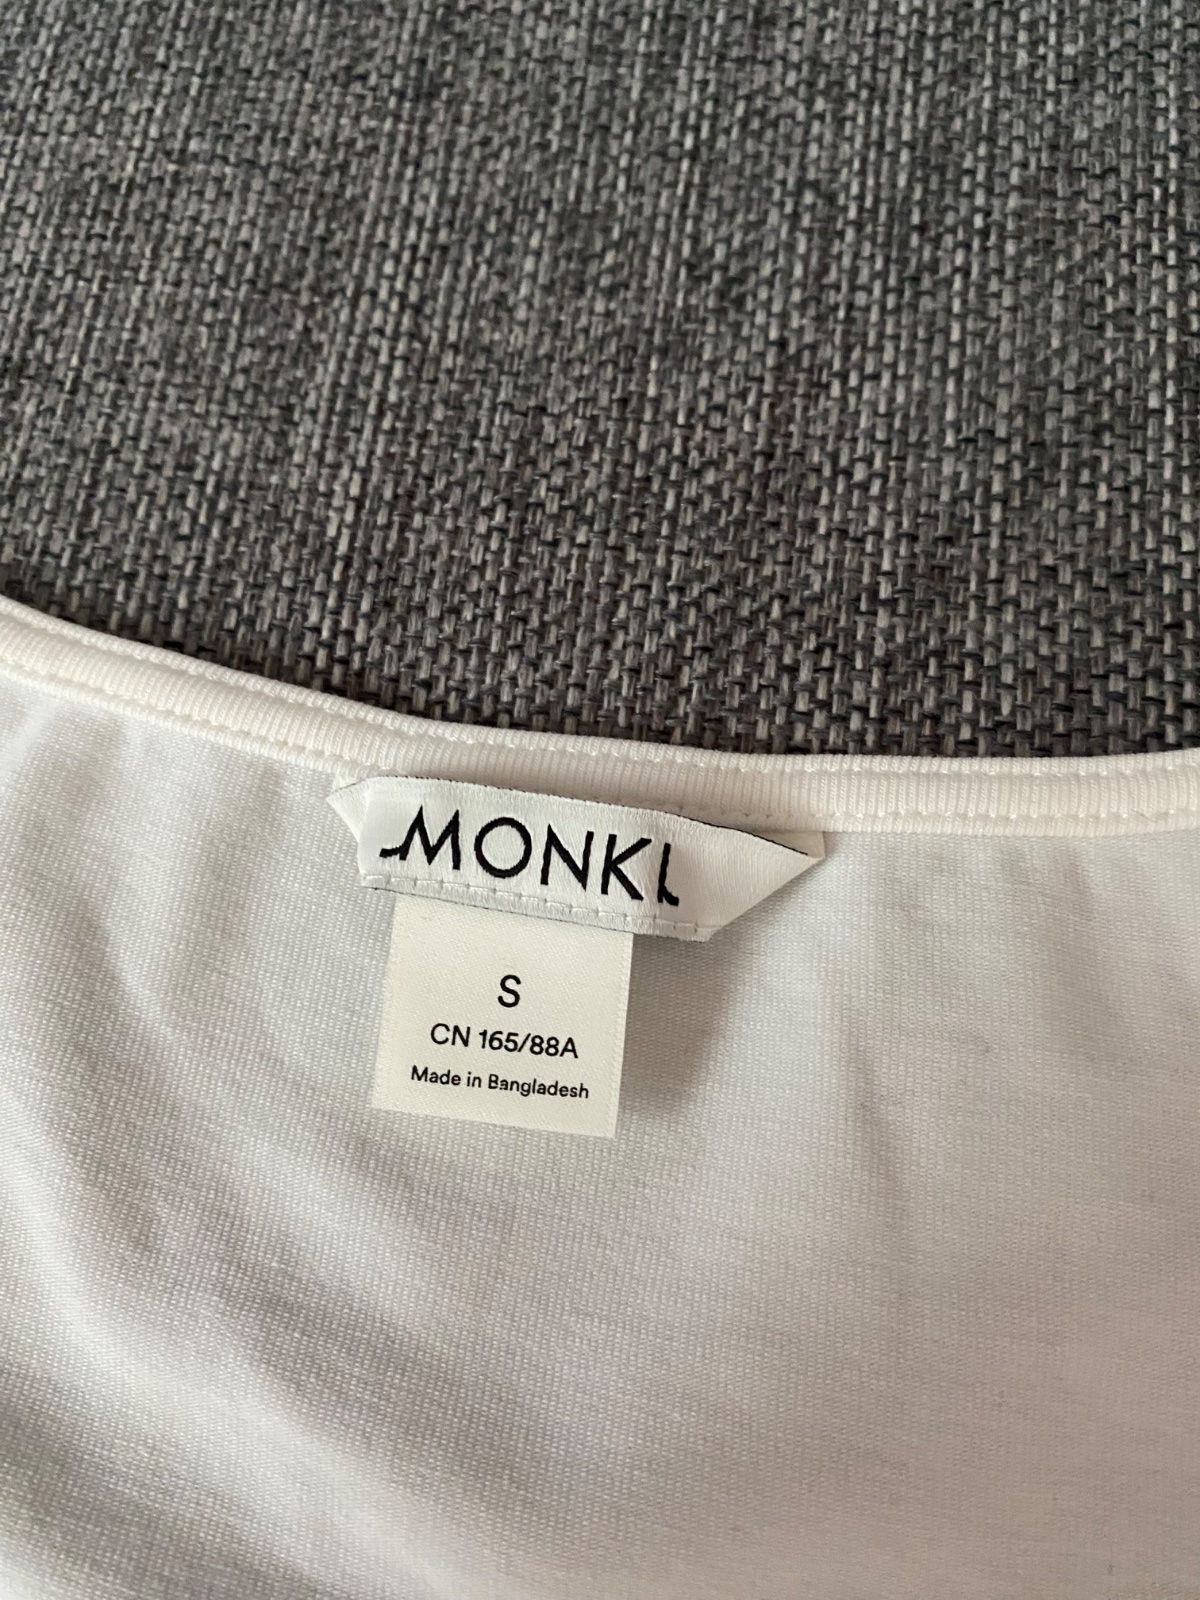 MONKI
S
CN 165/88A
Made in Bangladesh